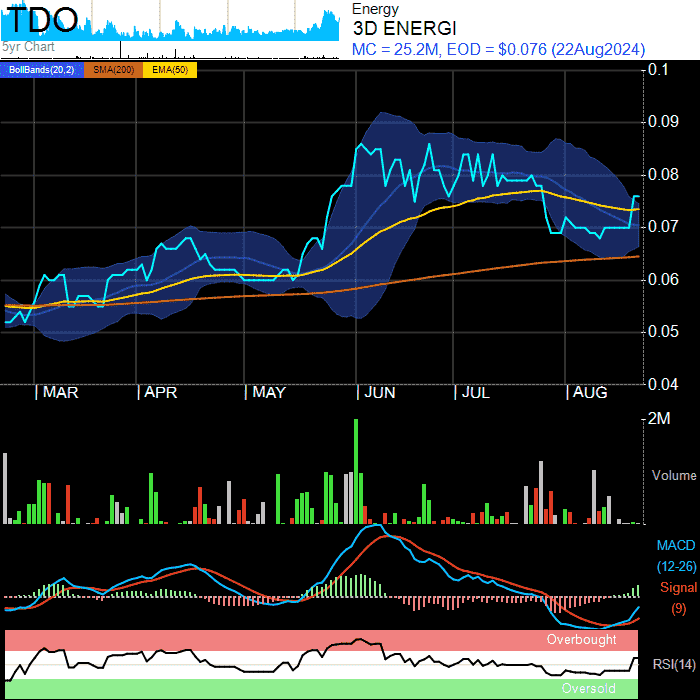 TDO
Energy
3D ENERGI
5yr Chart
MC = 25.2M, EOD = $0.076 (22Aug2024)
BollBands(20,2) SMA(200) EMA(50)
0.1
0.09
0.08
0.07
0.06
0.05
0.04
MAR APR MAY JUN JUL AUG
2M
Volume
MACD
(12-26)
Signal
(9)
Overbought
RSI(14)
Oversold